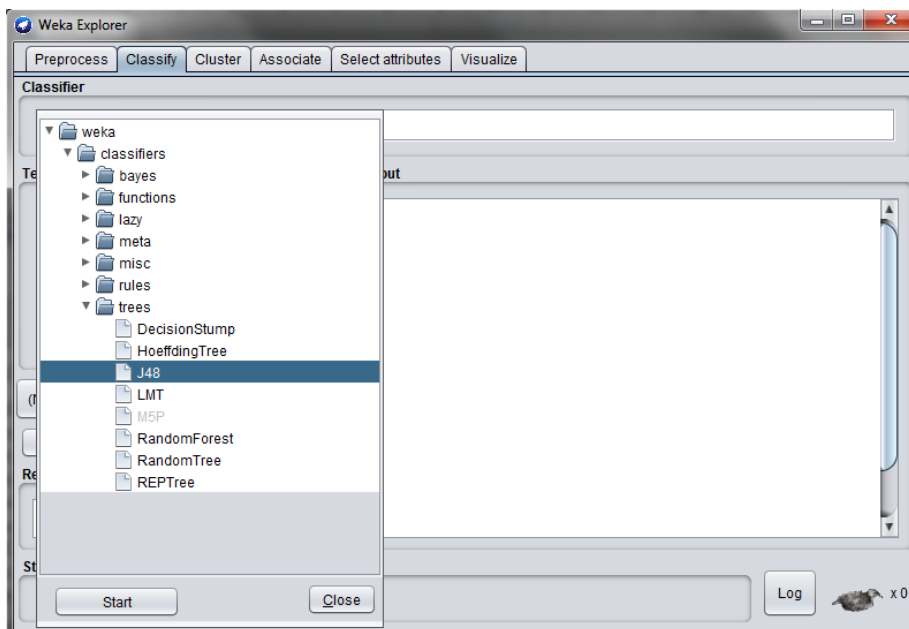 Weka Explorer
Preprocess Classify Cluster Associate Select attributes Visualize
Classifier
weka
classifiers
bayes
functions
lazy
meta
misc
rules
trees
DecisionStump
HoeffdingTree
J48
LMT
M5P
RandomForest
RandomTree
REPTree
Start Close
Log x 0